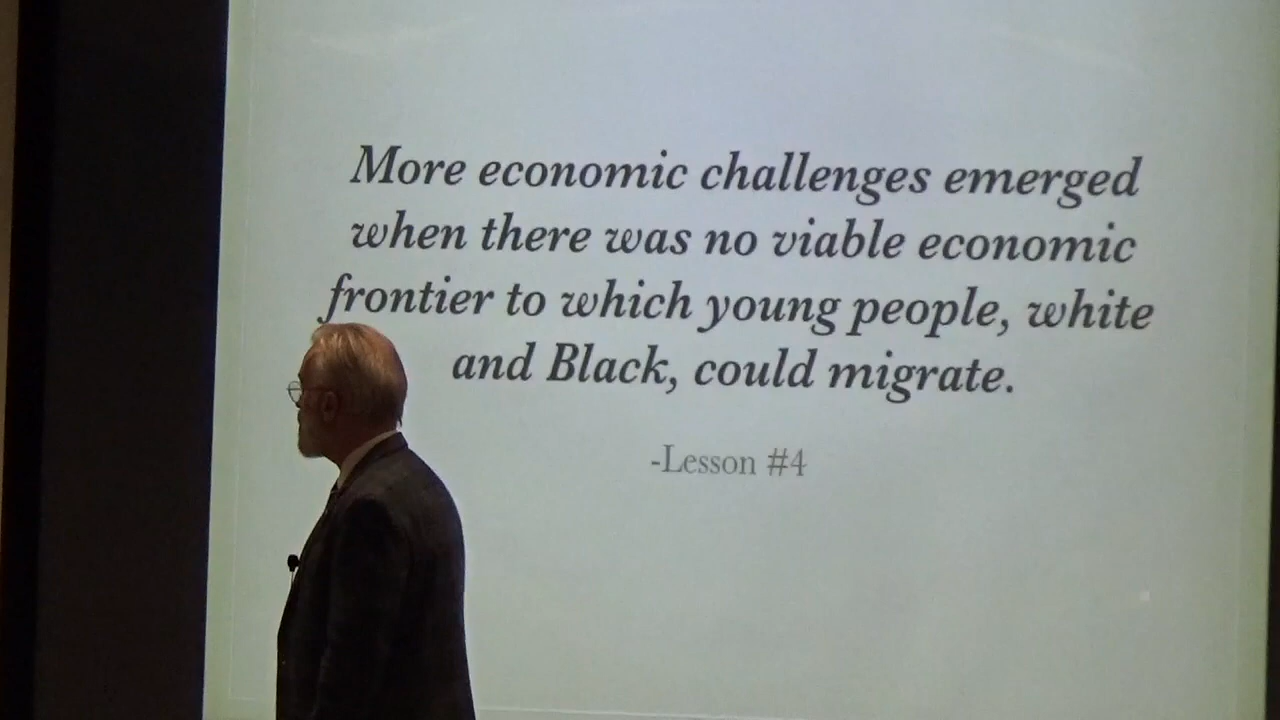 More economic challenges emerged
when there was no viable economic
frontier to which young people, white
and Black, could migrate.
-Lesson #4